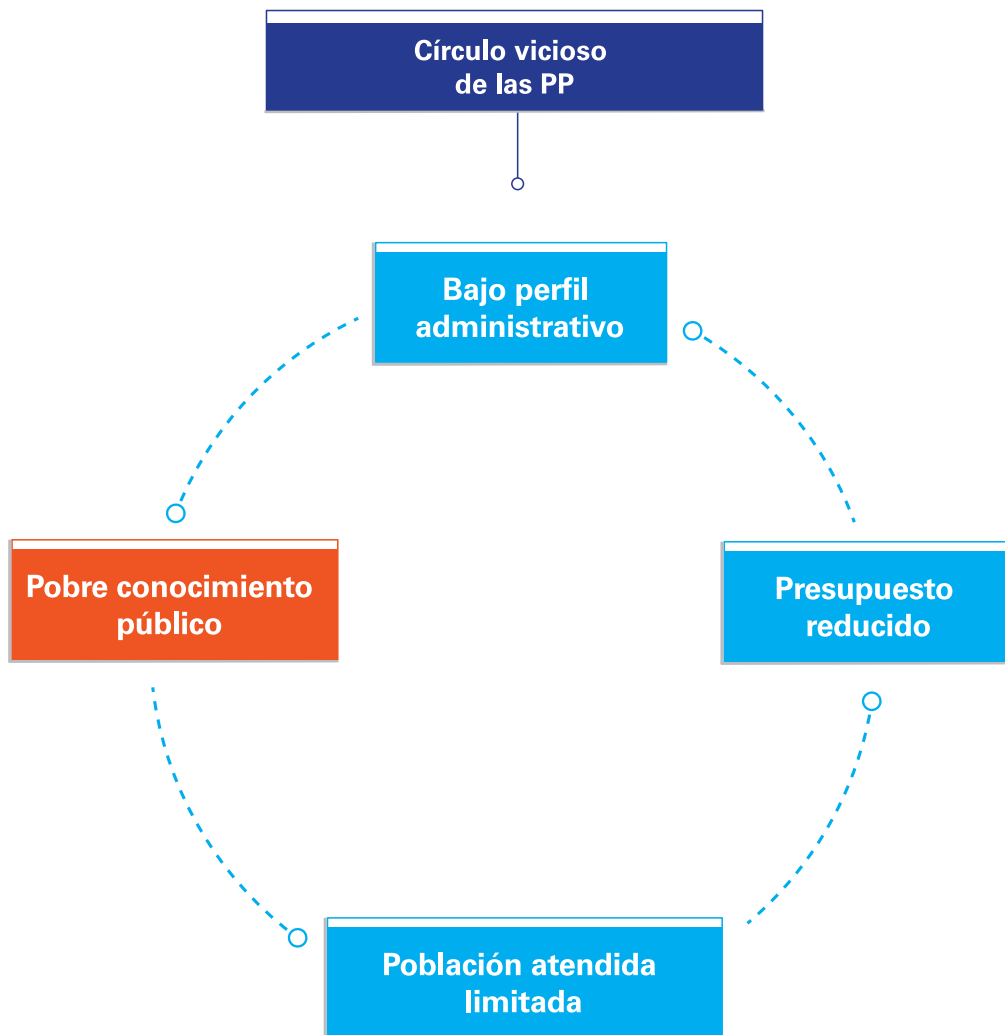 Círculo vicioso
de las PP
Bajo perfil
administrativo
Pobre conocimiento
público
Presupuesto
reducido
Población atendida
limitada